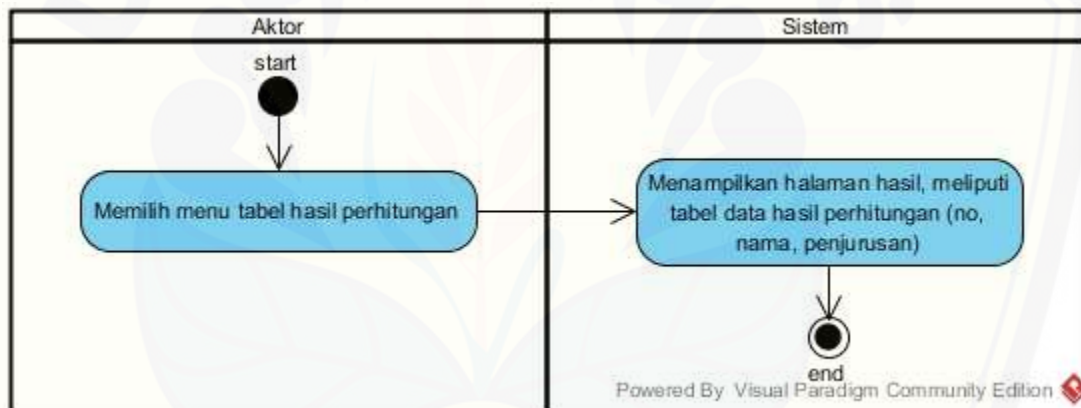 Aktor
Sistem
start
Memilih menu tabel hasil perhitungan
Menampilkan halaman hasil, meliputi
tabel data hasil perhitungan (no,
nama, penjurusan)
end
Powered By Visual Paradigm Community Edition